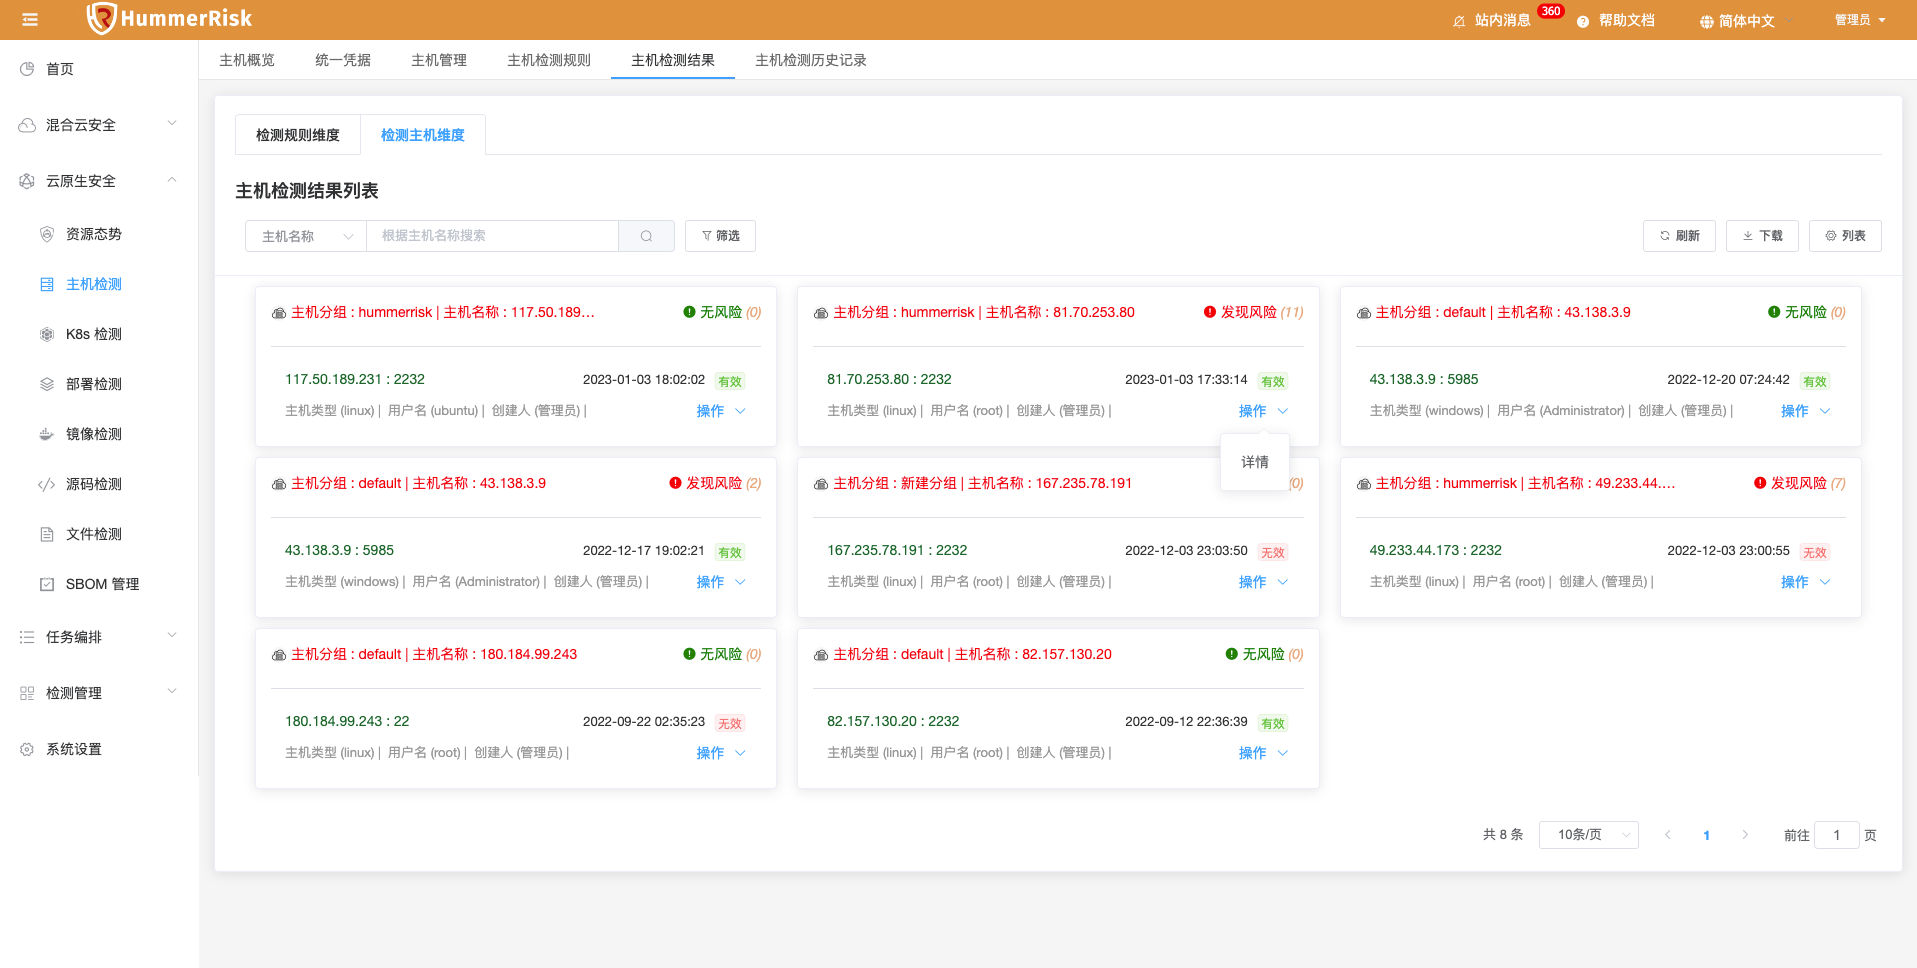 HummerRisk
站内消息 360 帮助文档 简体中文 管理员
首页
混合云安全
云原生安全
资源态势
主机检测
K8s 检测
部署检测
镜像检测
源码检测
文件检测
SBOM 管理
任务编排
检测管理
系统设置
主机概览 统一凭据 主机管理 主机检测规则 主机检测结果 主机检测历史记录
检测规则维度 检测主机维度
主机检测结果列表
主机名称 根据主机名称搜索 筛选 刷新 下载 列表
主机分组 : hummerrisk | 主机名称 : 117.50.189... 无风险 (0)
117.50.189.231 : 2232 2023-01-03 18:02:02 有效
主机类型 (linux) | 用户名 (ubuntu) | 创建人 (管理员) | 操作
主机分组 : hummerrisk | 主机名称 : 81.70.253.80 发现风险 (11)
81.70.253.80 : 2232 2023-01-03 17:33:14 有效
主机类型 (linux) | 用户名 (root) | 创建人 (管理员) | 操作
详情
主机分组 : default | 主机名称 : 43.138.3.9 无风险 (0)
43.138.3.9 : 5985 2022-12-20 07:24:42 有效
主机类型 (windows) | 用户名 (Administrator) | 创建人 (管理员) | 操作
主机分组 : default | 主机名称 : 43.138.3.9 发现风险 (2)
43.138.3.9 : 5985 2022-12-17 19:02:21 有效
主机类型 (windows) | 用户名 (Administrator) | 创建人 (管理员) | 操作
主机分组 : 新建分组 | 主机名称 : 167.235.78.191 (0)
167.235.78.191 : 2232 2022-12-03 23:03:50 无效
主机类型 (linux) | 用户名 (root) | 创建人 (管理员) | 操作
主机分组 : hummerrisk | 主机名称 : 49.233.44.... 发现风险 (7)
49.233.44.173 : 2232 2022-12-03 23:00:55 无效
主机类型 (linux) | 用户名 (root) | 创建人 (管理员) | 操作
主机分组 : default | 主机名称 : 180.184.99.243 无风险 (0)
180.184.99.243 : 22 2022-09-22 02:35:23 无效
主机类型 (linux) | 用户名 (root) | 创建人 (管理员) | 操作
主机分组 : default | 主机名称 : 82.157.130.20 无风险 (0)
82.157.130.20 : 2232 2022-09-12 22:36:39 有效
主机类型 (linux) | 用户名 (root) | 创建人 (管理员) | 操作
共 8 条 10条/页 1 前往 1 页